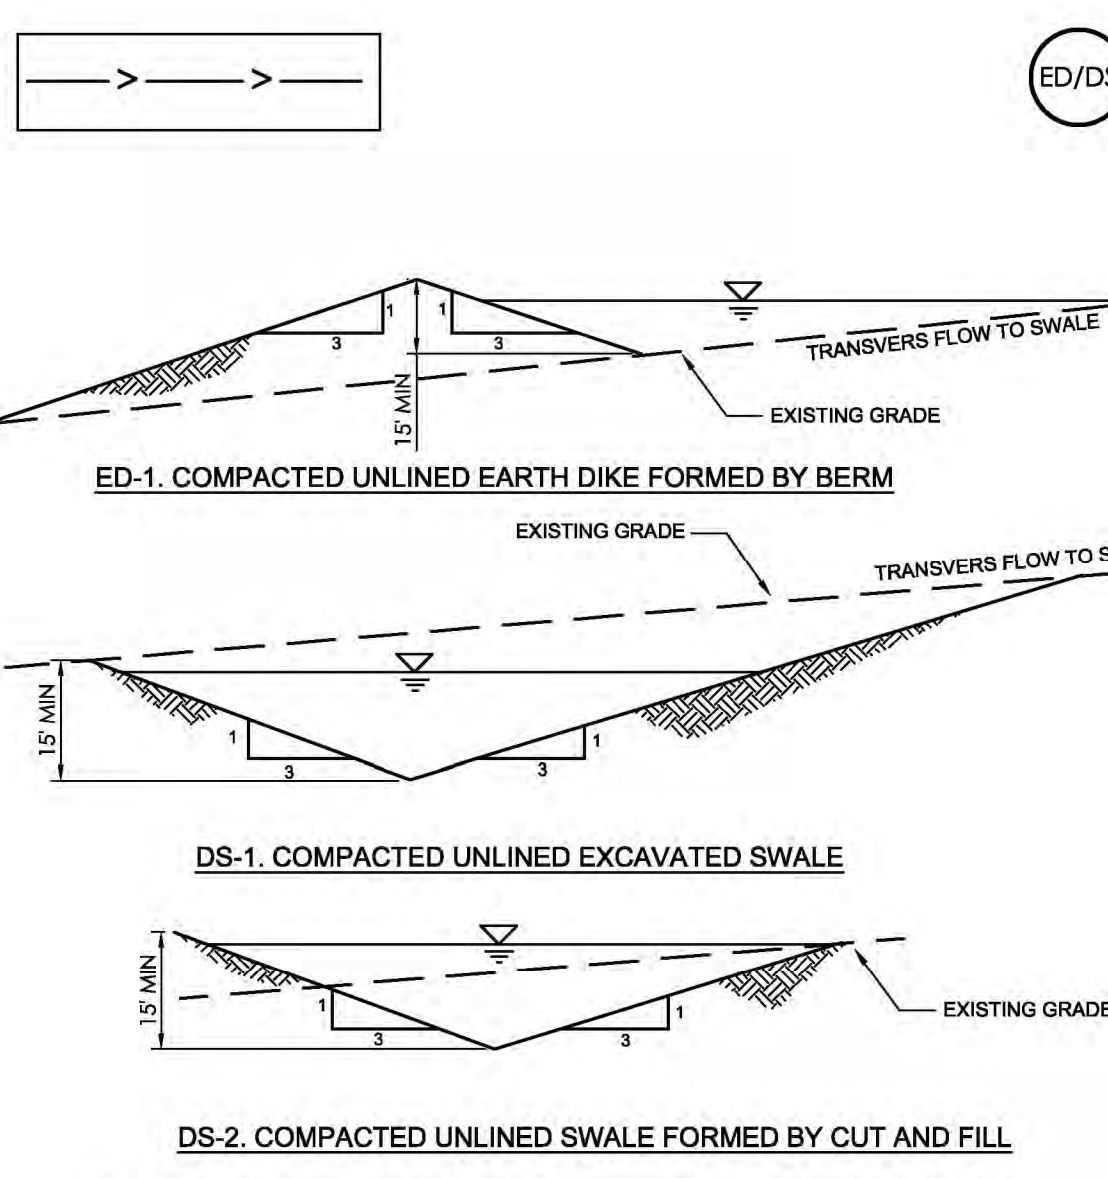 ED/DS
1
1
3
3
15' MIN
TRANSVERS FLOW TO SWALE
EXISTING GRADE
ED-1. COMPACTED UNLINED EARTH DIKE FORMED BY BERM
EXISTING GRADE
TRANSVERS FLOW TO S
15' MIN
1
3
1
3
DS-1. COMPACTED UNLINED EXCAVATED SWALE
15' MIN
1
3
1
3
EXISTING GRADE
DS-2. COMPACTED UNLINED SWALE FORMED BY CUT AND FILL